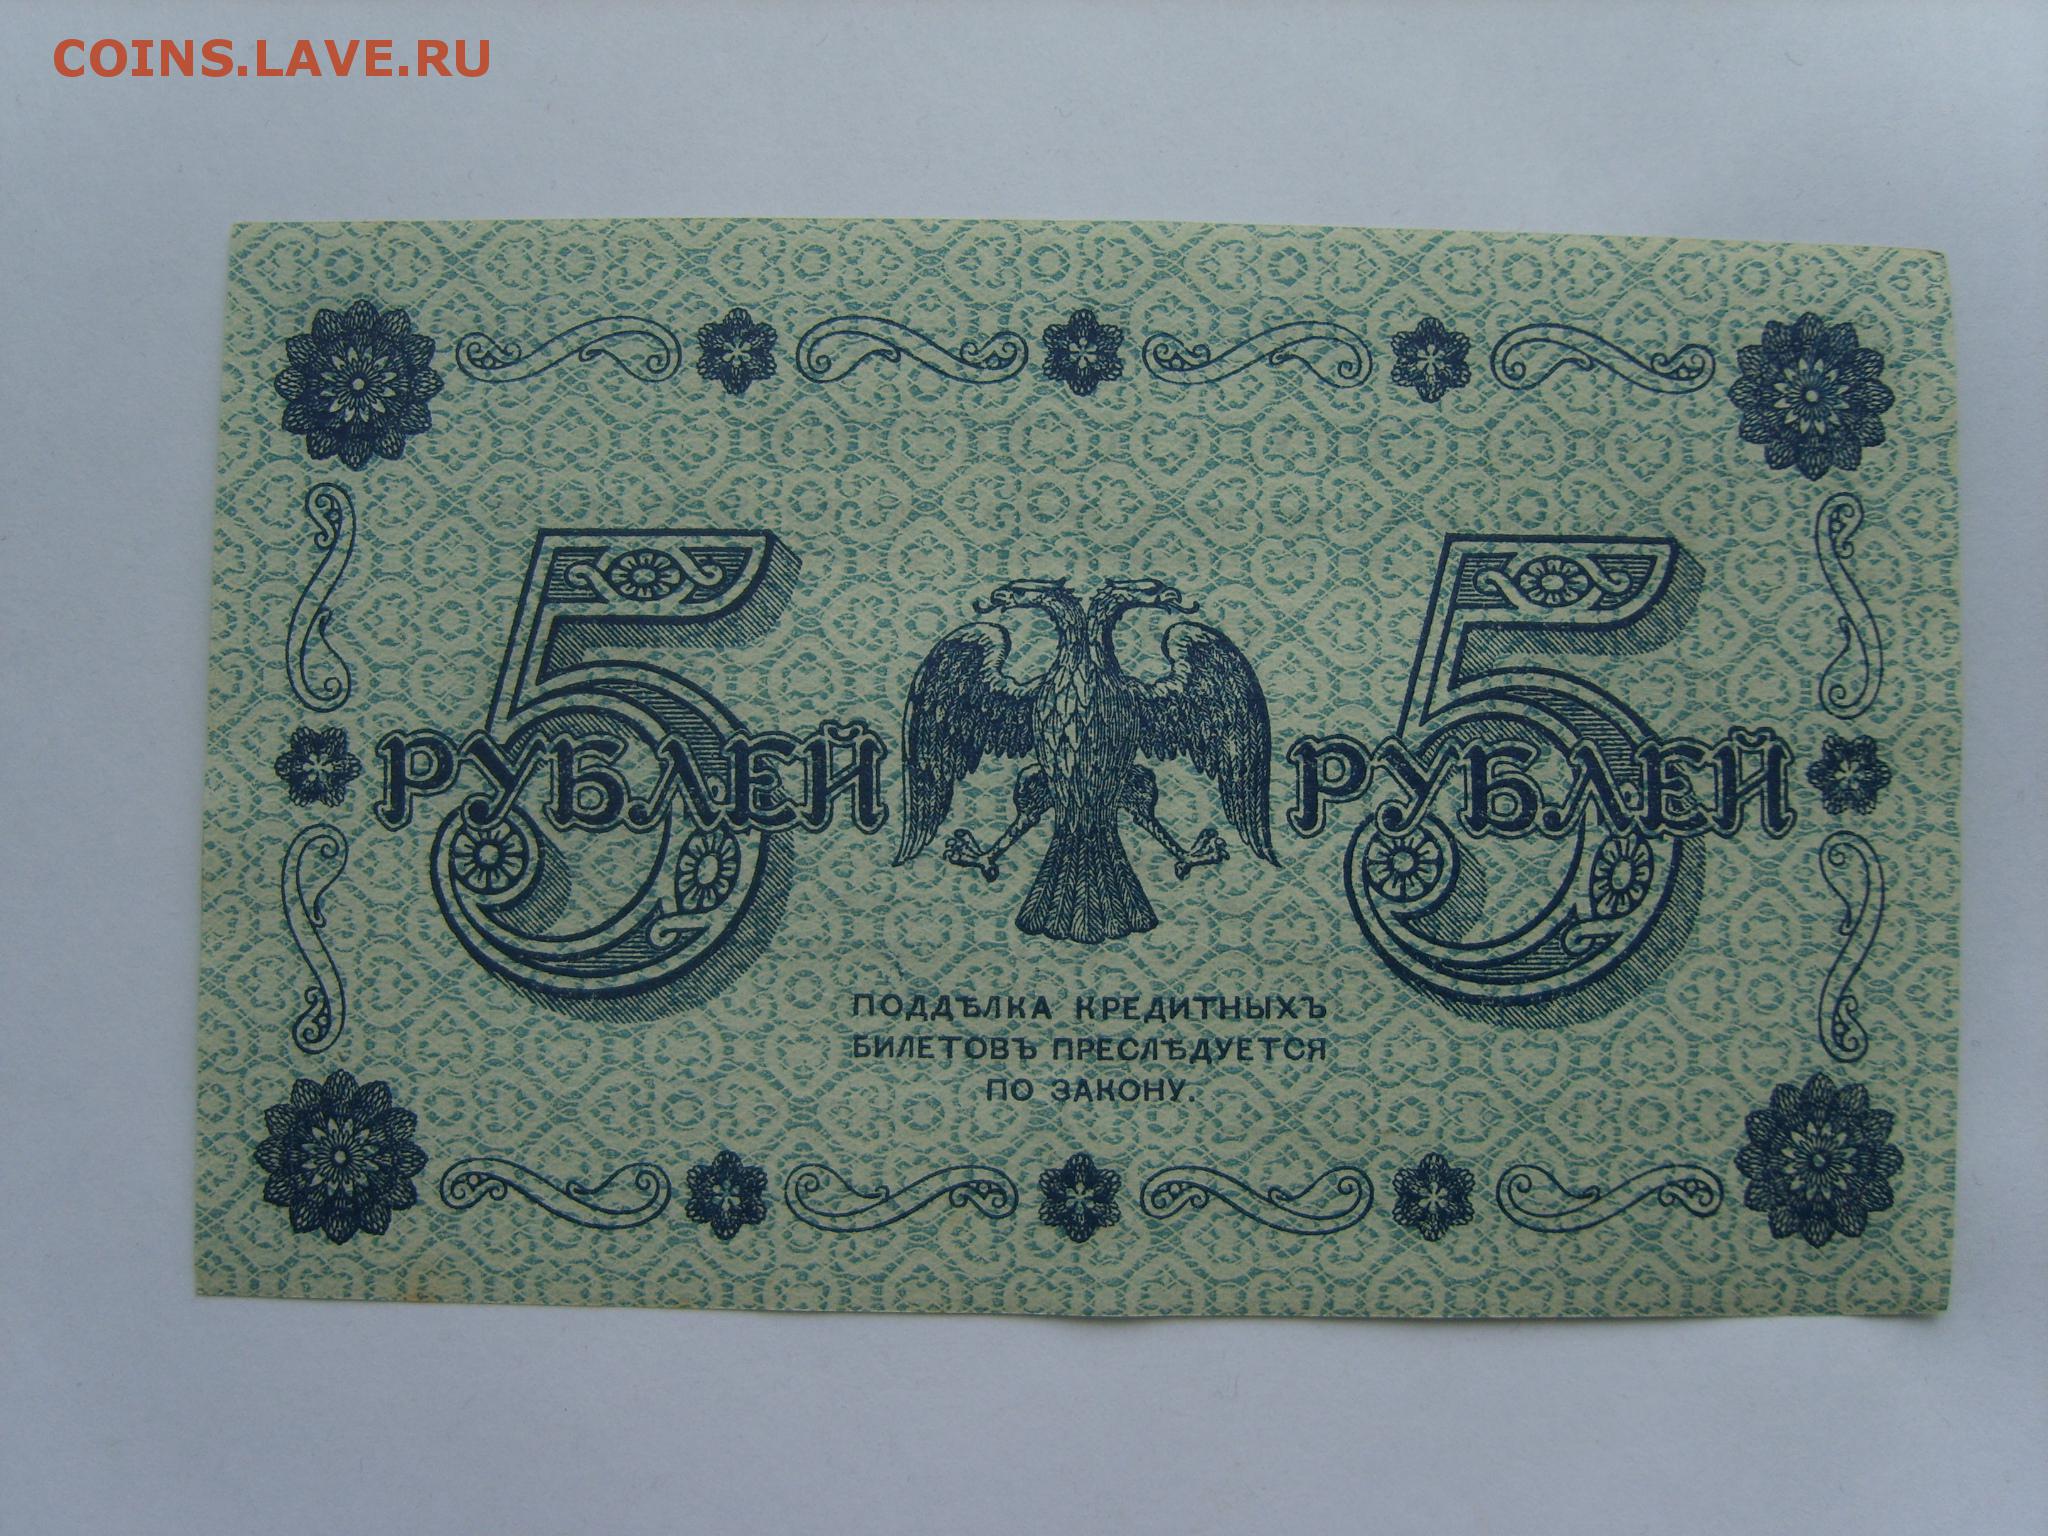 COINS.LAVE.RU
5 5
РУБЛЕЙ РУБЛЕЙ
ПОДДѢЛКА КРЕДИТНЫХЪ
БИЛЕТОВЪ ПРЕСЛѢДУЕТСЯ
ПО ЗАКОНУ.